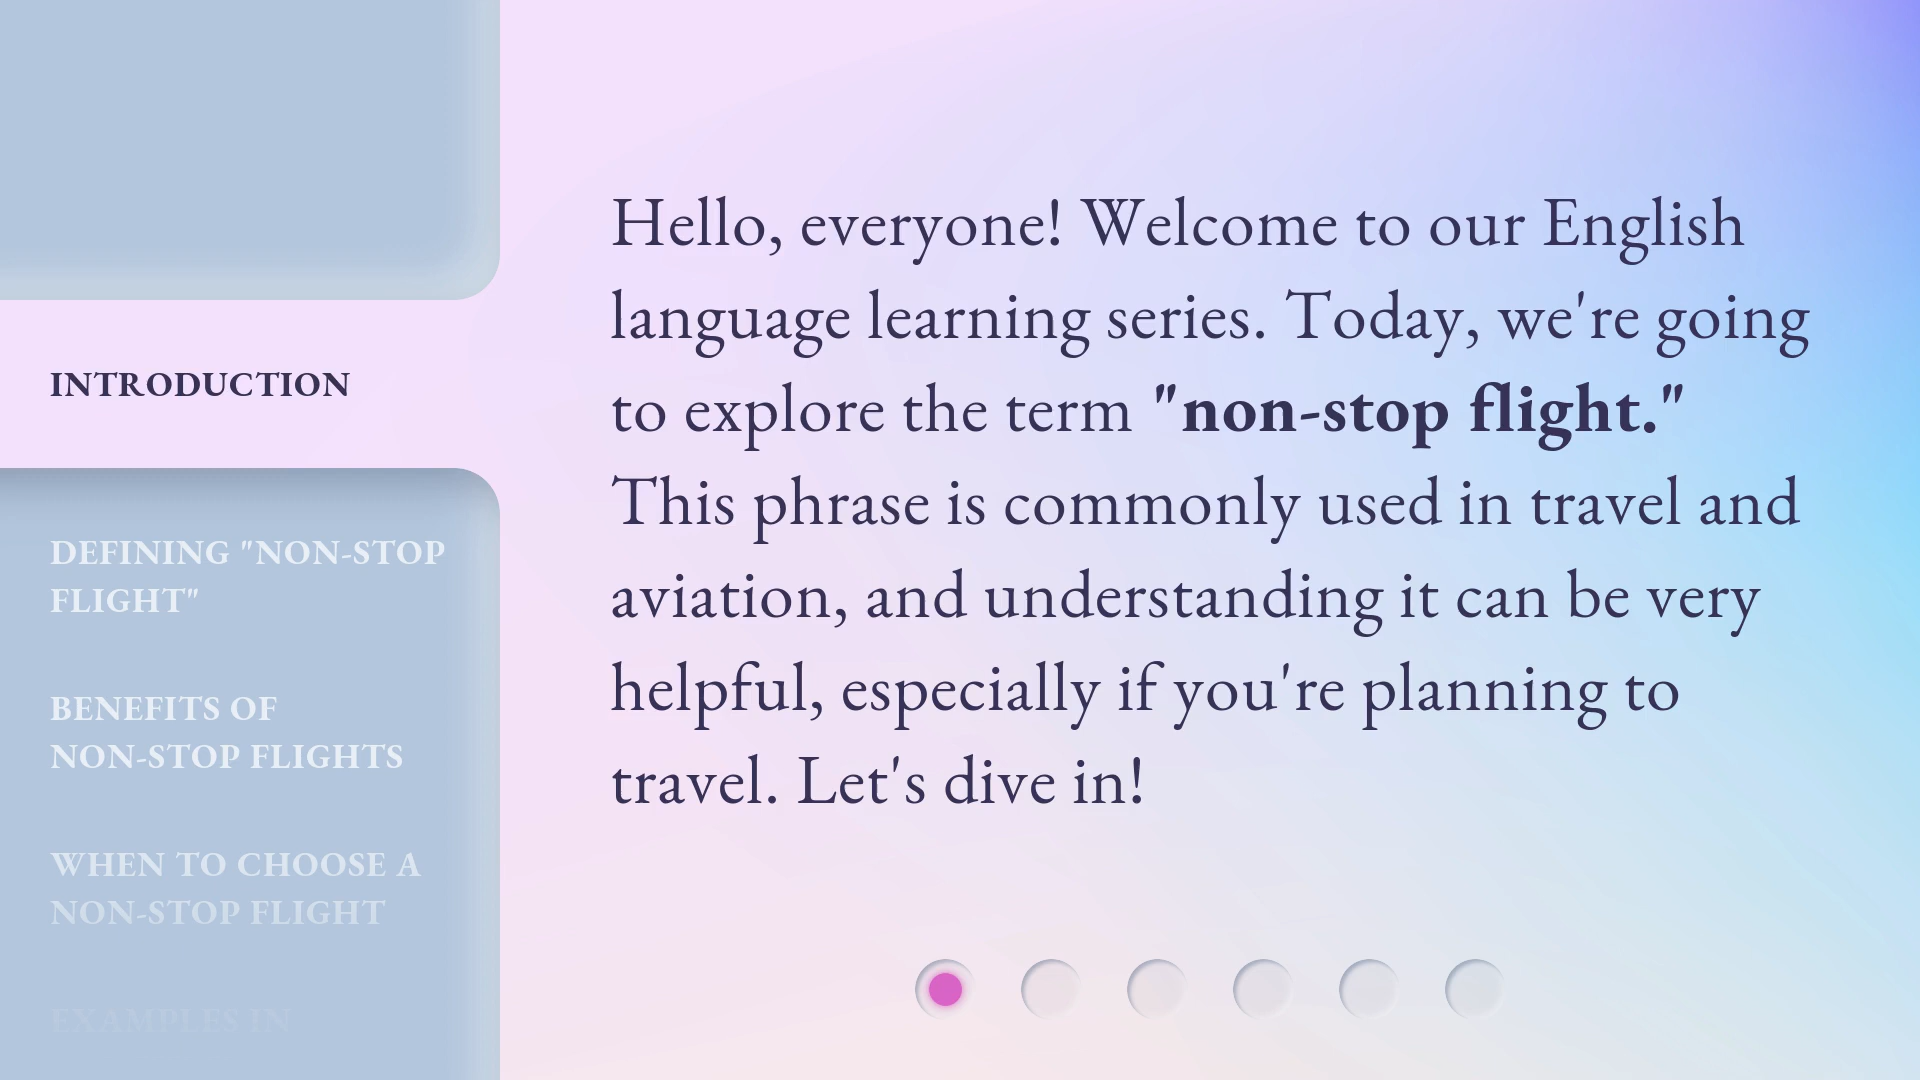 INTRODUCTION
DEFINING "NON-STOP
FLIGHT"
BENEFITS OF
NON-STOP FLIGHTS
WHEN TO CHOOSE A
NON-STOP FLIGHT
EXAMPLES IN
Hello, everyone! Welcome to our English
language learning series. Today, we're going
to explore the term "non-stop flight."
This phrase is commonly used in travel and
aviation, and understanding it can be very
helpful, especially if you're planning to
travel. Let's dive in!